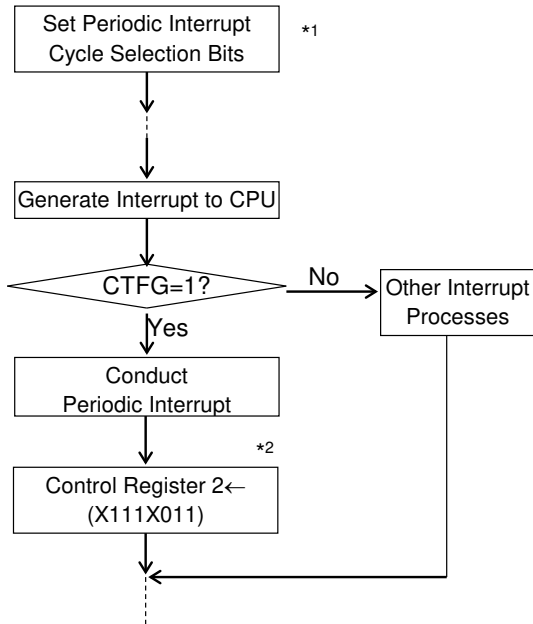 Set Periodic Interrupt
Cycle Selection Bits
*1
Generate Interrupt to CPU
CTFG=1?
No
Other Interrupt
Processes
Yes
Conduct
Periodic Interrupt
*2
Control Register 2←
(X111X011)